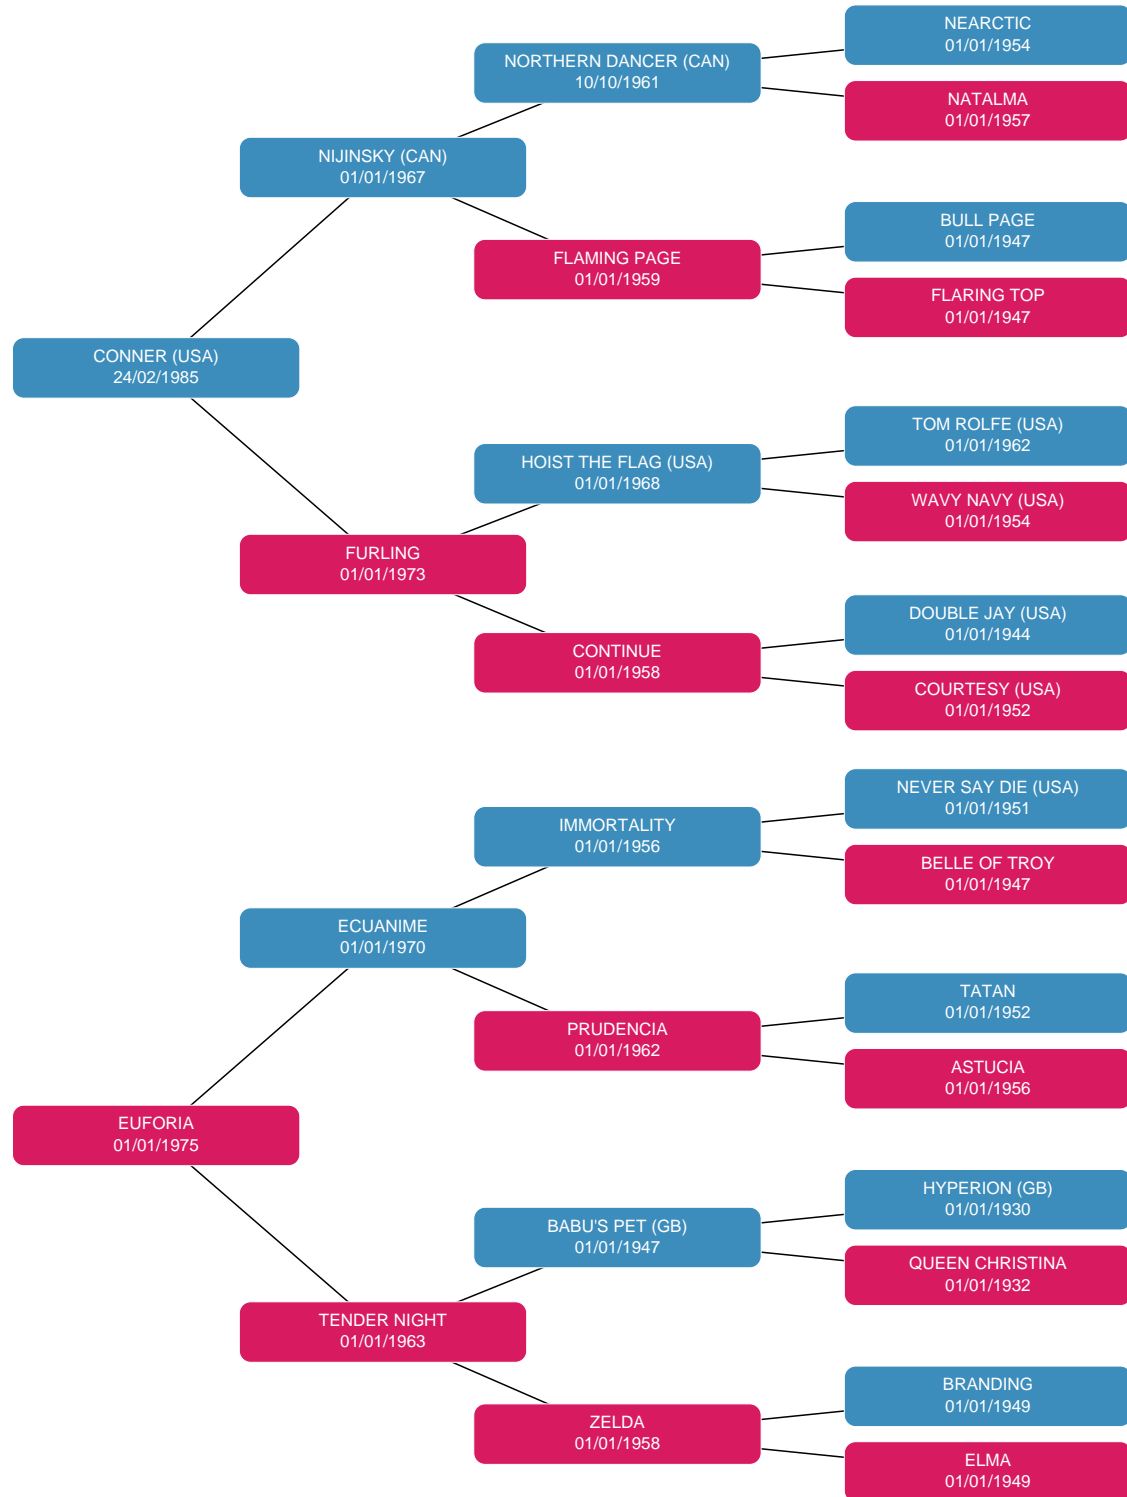 NEARCTIC
01/01/1954
NORTHERN DANCER (CAN)
10/10/1961
NATALMA
01/01/1957
NIJINSKY (CAN)
01/01/1967
BULL PAGE
01/01/1947
FLAMING PAGE
01/01/1959
FLARING TOP
01/01/1947
CONNER (USA)
24/02/1985
TOM ROLFE (USA)
01/01/1962
HOIST THE FLAG (USA)
01/01/1968
WAVY NAVY (USA)
01/01/1954
FURLING
01/01/1973
DOUBLE JAY (USA)
01/01/1944
CONTINUE
01/01/1958
COURTESY (USA)
01/01/1952
NEVER SAY DIE (USA)
01/01/1951
IMMORTALITY
01/01/1956
BELLE OF TROY
01/01/1947
ECUANIME
01/01/1970
TATAN
01/01/1952
PRUDENCIA
01/01/1962
ASTUCIA
01/01/1956
EUFORIA
01/01/1975
HYPERION (GB)
01/01/1930
BABU'S PET (GB)
01/01/1947
QUEEN CHRISTINA
01/01/1932
TENDER NIGHT
01/01/1963
BRANDING
01/01/1949
ZELDA
01/01/1958
ELMA
01/01/1949